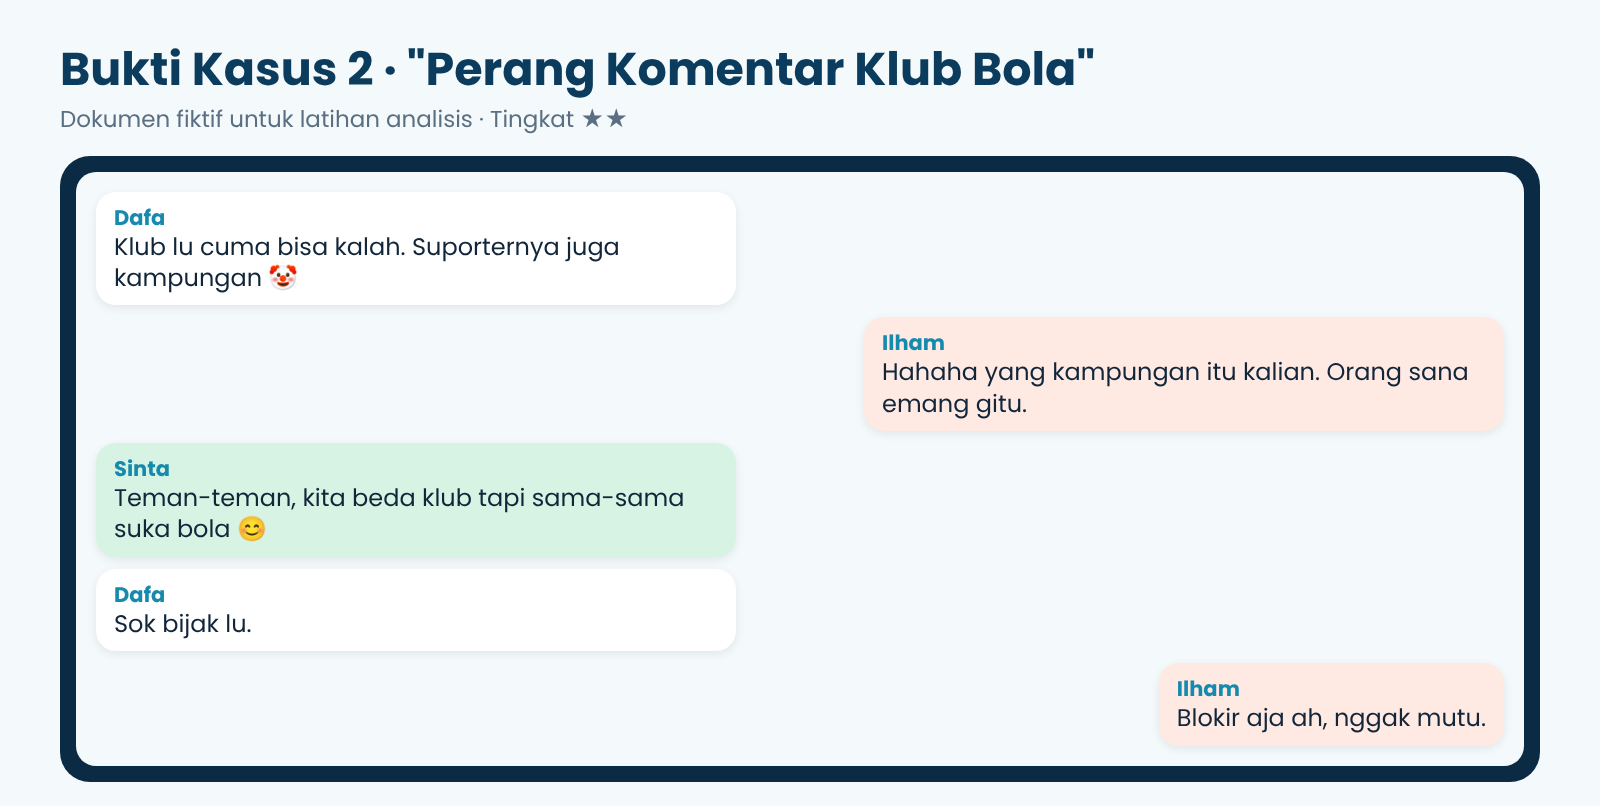 Bukti Kasus 2 · "Perang Komentar Klub Bola"
Dokumen fiktif untuk latihan analisis · Tingkat ★★
Dafa
Klub lu cuma bisa kalah. Suporternya juga
kampungan 🤡
Ilham
Hahaha yang kampungan itu kalian. Orang sana
emang gitu.
Sinta
Teman-teman, kita beda klub tapi sama-sama
suka bola 😊
Dafa
Sok bijak lu.
Ilham
Blokir aja ah, nggak mutu.